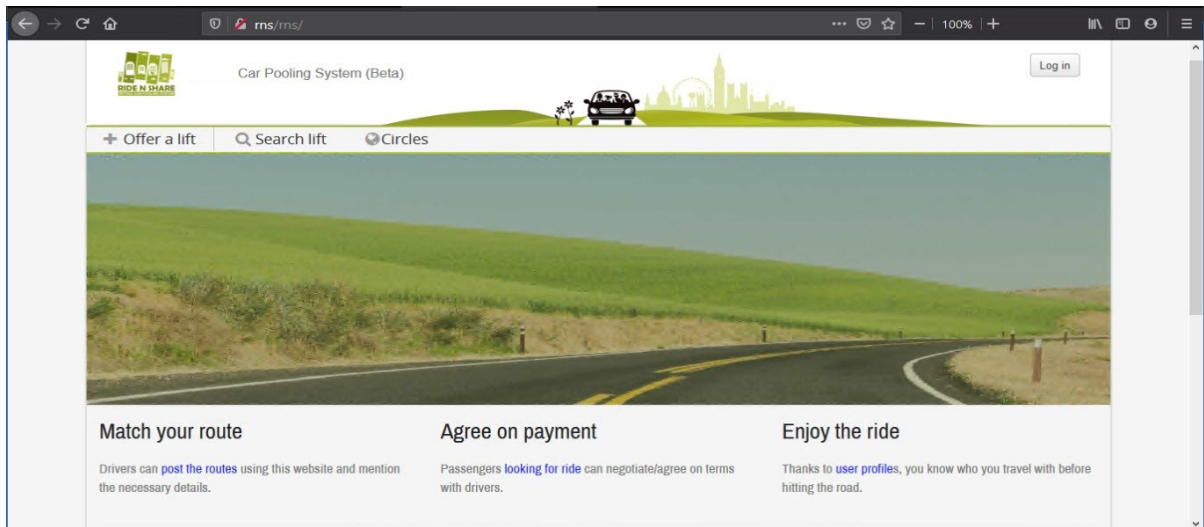 rns/rns/
100%
RIDE N SHARE
Car Pooling System (Beta)
Log in
Offer a lift
Search lift
Circles
Match your route
Drivers can post the routes using this website and mention
the necessary details.
Agree on payment
Passengers looking for ride can negotiate/agree on terms
with drivers.
Enjoy the ride
Thanks to user profiles, you know who you travel with before
hitting the road.